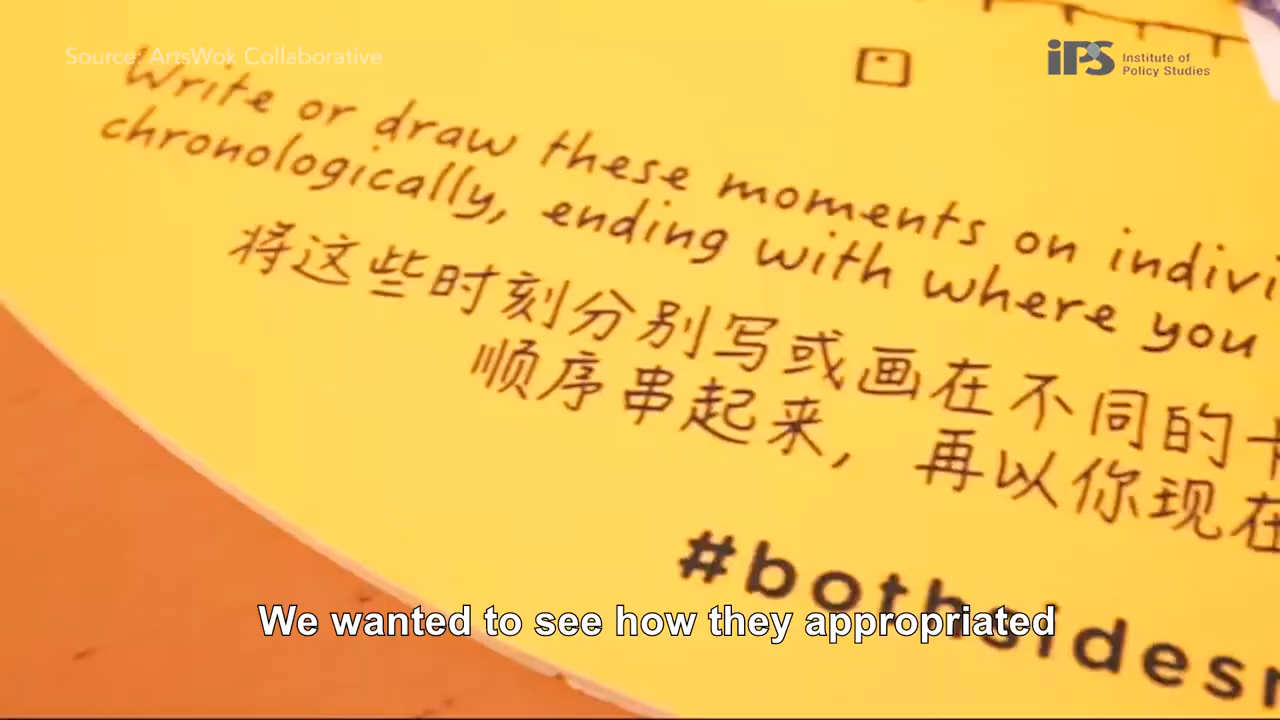 Source: ArtsWok Collaborative
iPS Institute of
Policy Studies
Write or draw these moments on indivi
chronologically, ending with where you
将这些时刻分别写或画在不同的卡
顺序串起来，再以你现在
#bothsides
We wanted to see how they appropriated